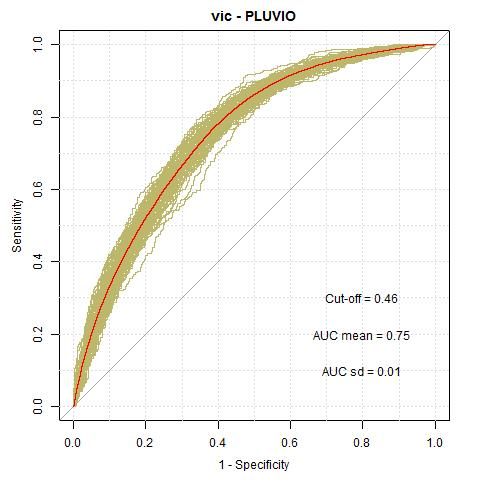 vic - PLUVIO
1.0
0.8
0.6
0.4
0.2
0.0
Sensitivity
Cut-off = 0.46
AUC mean = 0.75
AUC sd = 0.01
0.0 0.2 0.4 0.6 0.8 1.0
1 - Specificity